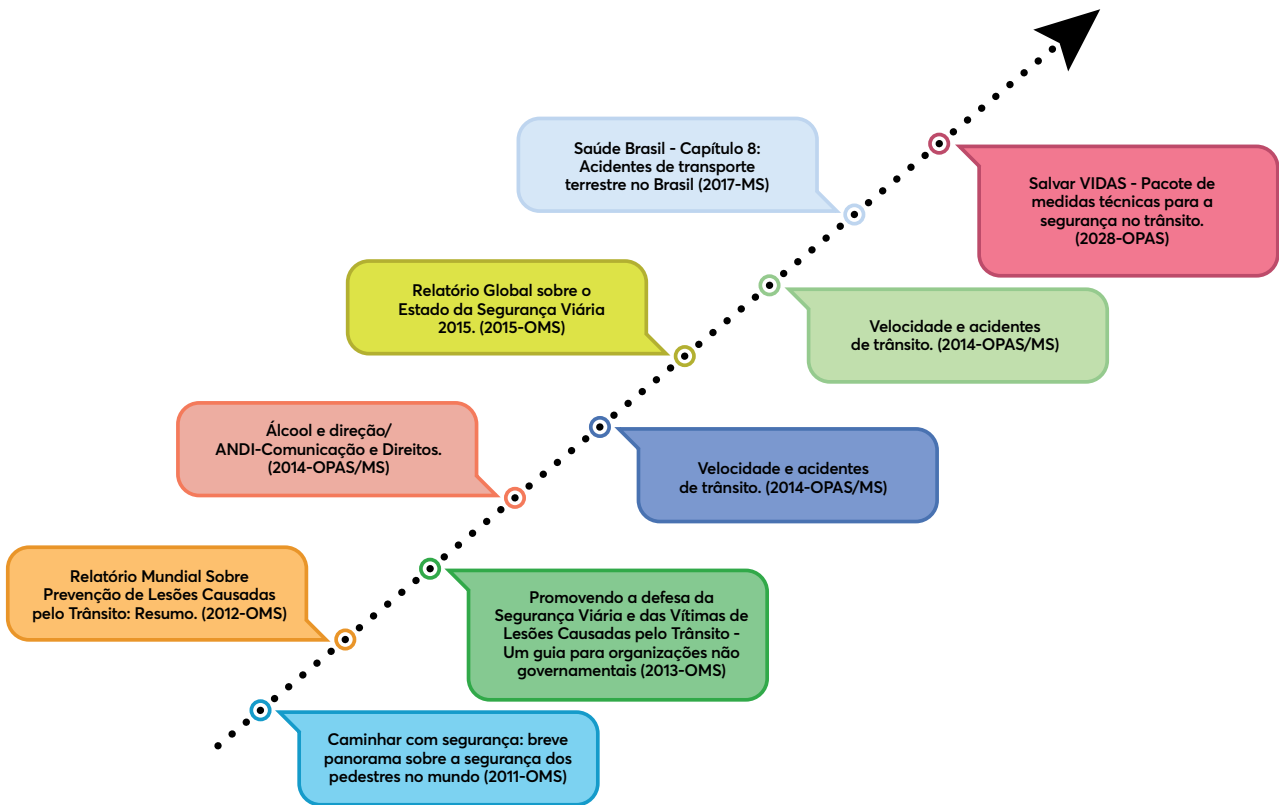 Saúde Brasil - Capítulo 8:
Acidentes de transporte
terrestre no Brasil (2017-MS)
Salvar VIDAS - Pacote de
medidas técnicas para a
segurança no trânsito.
(2028-OPAS)
Relatório Global sobre o
Estado da Segurança Viária
2015. (2015-OMS)
Velocidade e acidentes
de trânsito. (2014-OPAS/MS)
Álcool e direção/
ANDI-Comunicação e Direitos.
(2014-OPAS/MS)
Velocidade e acidentes
de trânsito. (2014-OPAS/MS)
Relatório Mundial Sobre
Prevenção de Lesões Causadas
pelo Trânsito: Resumo. (2012-OMS)
Promovendo a defesa da
Segurança Viária e das Vítimas de
Lesões Causadas pelo Trânsito -
Um guia para organizações não
governamentais (2013-OMS)
Caminhar com segurança: breve
panorama sobre a segurança dos
pedestres no mundo (2011-OMS)